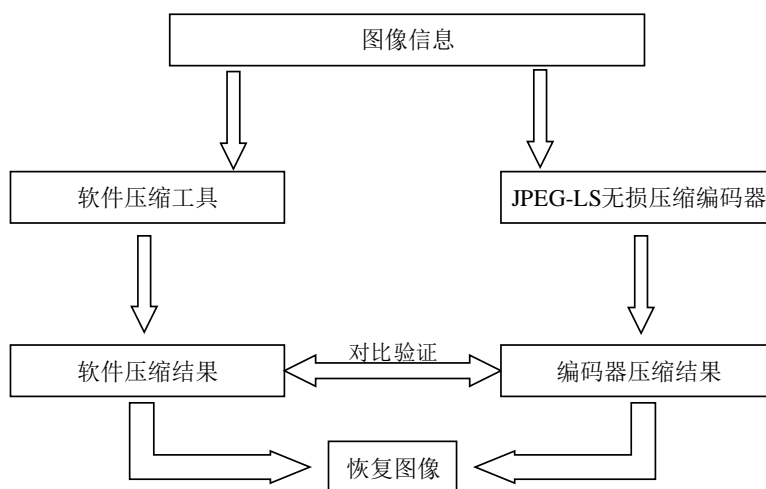 图像信息
软件压缩工具
JPEG-LS无损压缩编码器
软件压缩结果
对比验证
编码器压缩结果
恢复图像